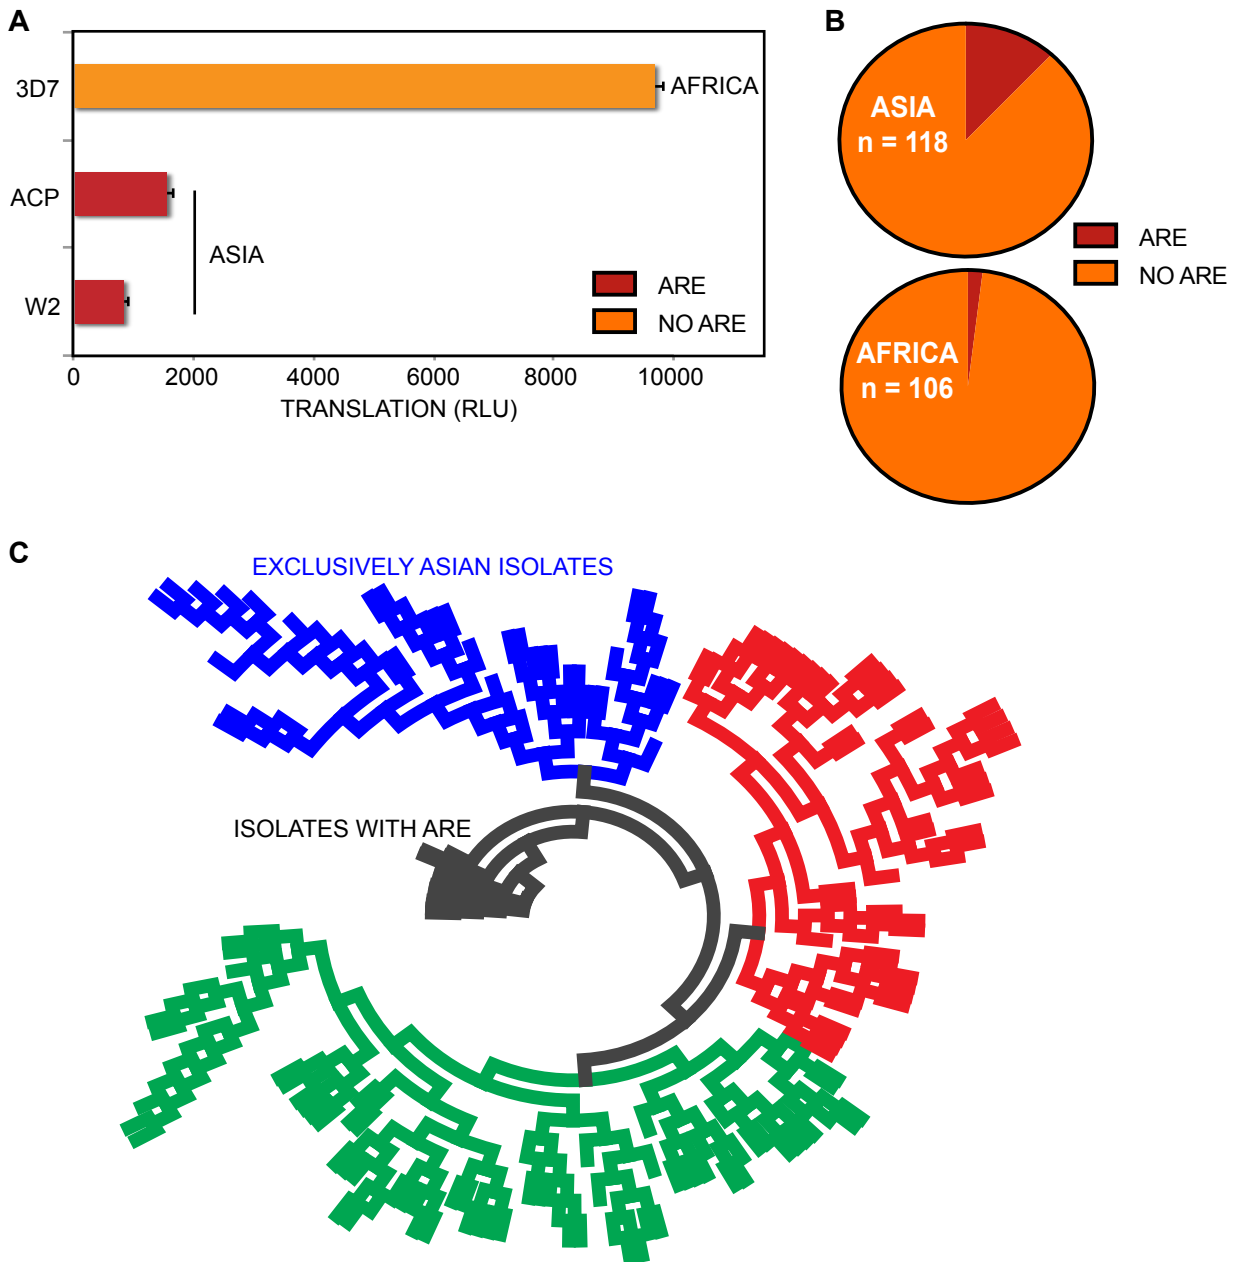 A
3D7
AFRICA
ACP
ASIA
W2
ARE
NO ARE
0 2000 4000 6000 8000 10000
TRANSLATION (RLU)
B
ASIA
n = 118
ARE
NO ARE
AFRICA
n = 106
C
EXCLUSIVELY ASIAN ISOLATES
ISOLATES WITH ARE